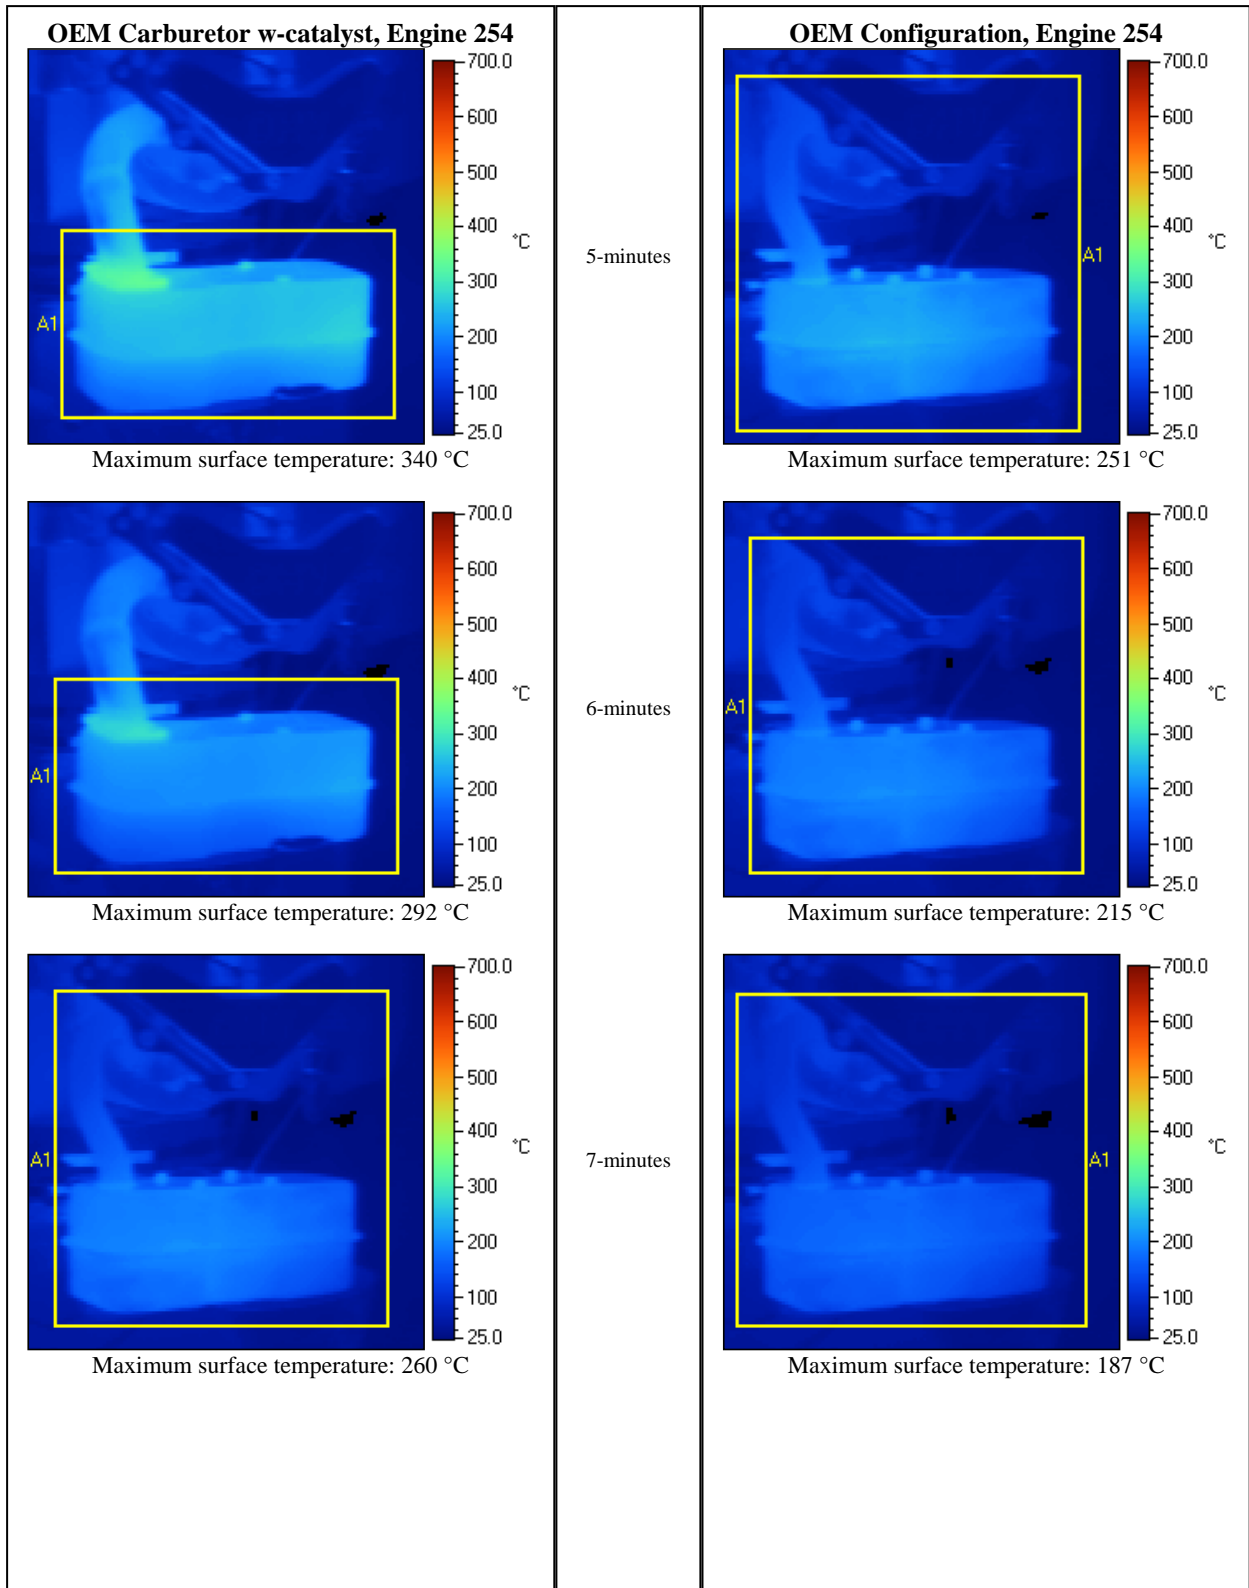 OEM Carburetor w-catalyst, Engine 254
OEM Configuration, Engine 254
700.0
600
500
400
°C
300
200
100
25.0
A1
Maximum surface temperature: 340 °C
5-minutes
700.0
600
500
400
°C
300
200
100
25.0
A1
Maximum surface temperature: 251 °C
700.0
600
500
400
°C
300
200
100
25.0
A1
Maximum surface temperature: 292 °C
6-minutes
700.0
600
500
400
°C
300
200
100
25.0
A1
Maximum surface temperature: 215 °C
700.0
600
500
400
°C
300
200
100
25.0
A1
Maximum surface temperature: 260 °C
7-minutes
700.0
600
500
400
°C
300
200
100
25.0
A1
Maximum surface temperature: 187 °C